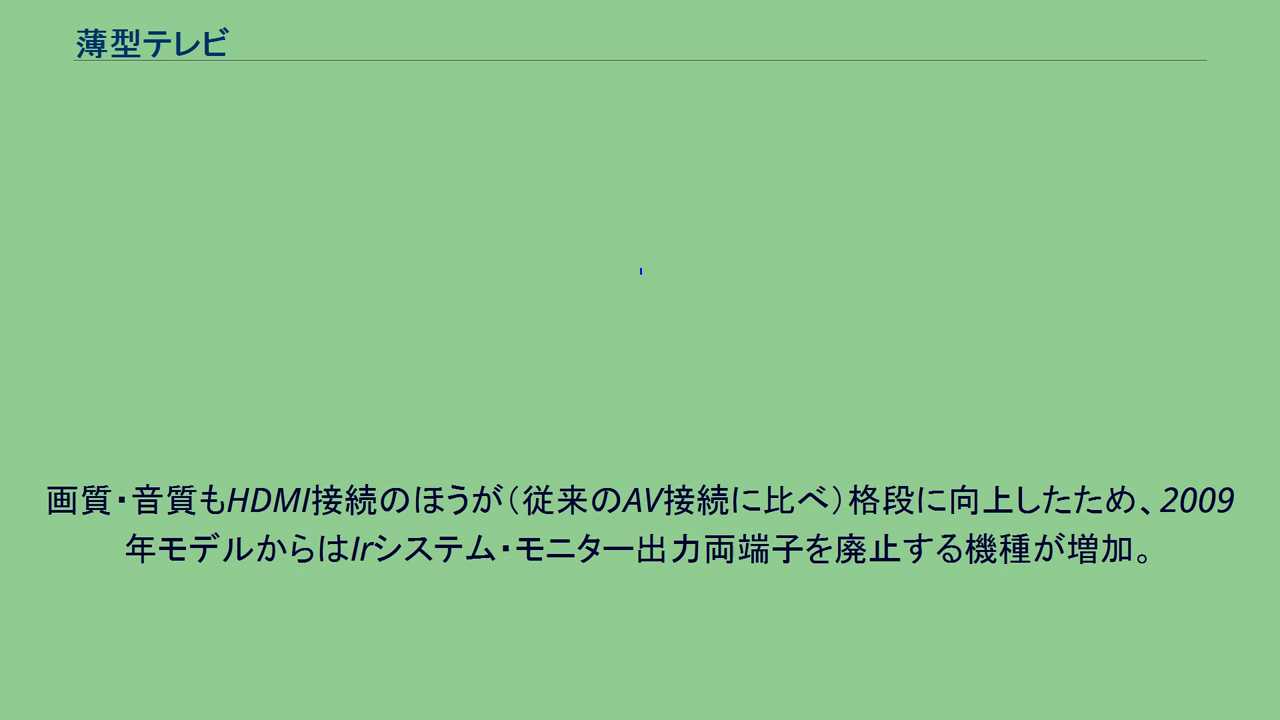 薄型テレビ
画質・音質もHDMI接続のほうが（従来のAV接続に比べ）格段に向上したため、2009
年モデルからはIrシステム・モニター出力両端子を廃止する機種が増加。